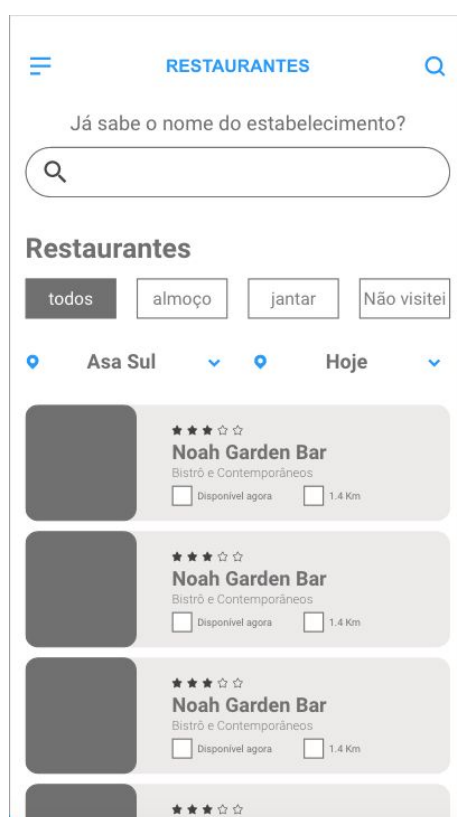 RESTAURANTES
Já sabe o nome do estabelecimento?
Restaurantes
todos almoço jantar Não visitei
Asa Sul Hoje
Noah Garden Bar
Bistrô e Contemporâneos
Disponível agora 1.4 Km
Noah Garden Bar
Bistrô e Contemporâneos
Disponível agora 1.4 Km
Noah Garden Bar
Bistrô e Contemporâneos
Disponível agora 1.4 Km